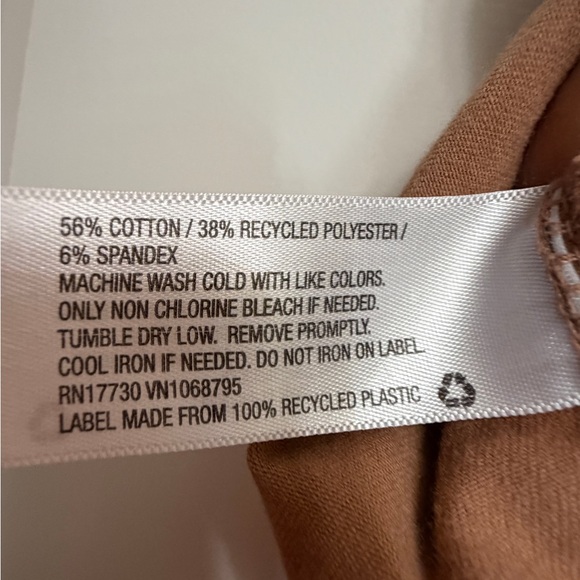 56% COTTON / 38% RECYCLED POLYESTER /
6% SPANDEX
MACHINE WASH COLD WITH LIKE COLORS.
ONLY NON CHLORINE BLEACH IF NEEDED.
TUMBLE DRY LOW. REMOVE PROMPTLY.
COOL IRON IF NEEDED. DO NOT IRON ON LABEL.
RN17730 VN1068795
LABEL MADE FROM 100% RECYCLED PLASTIC